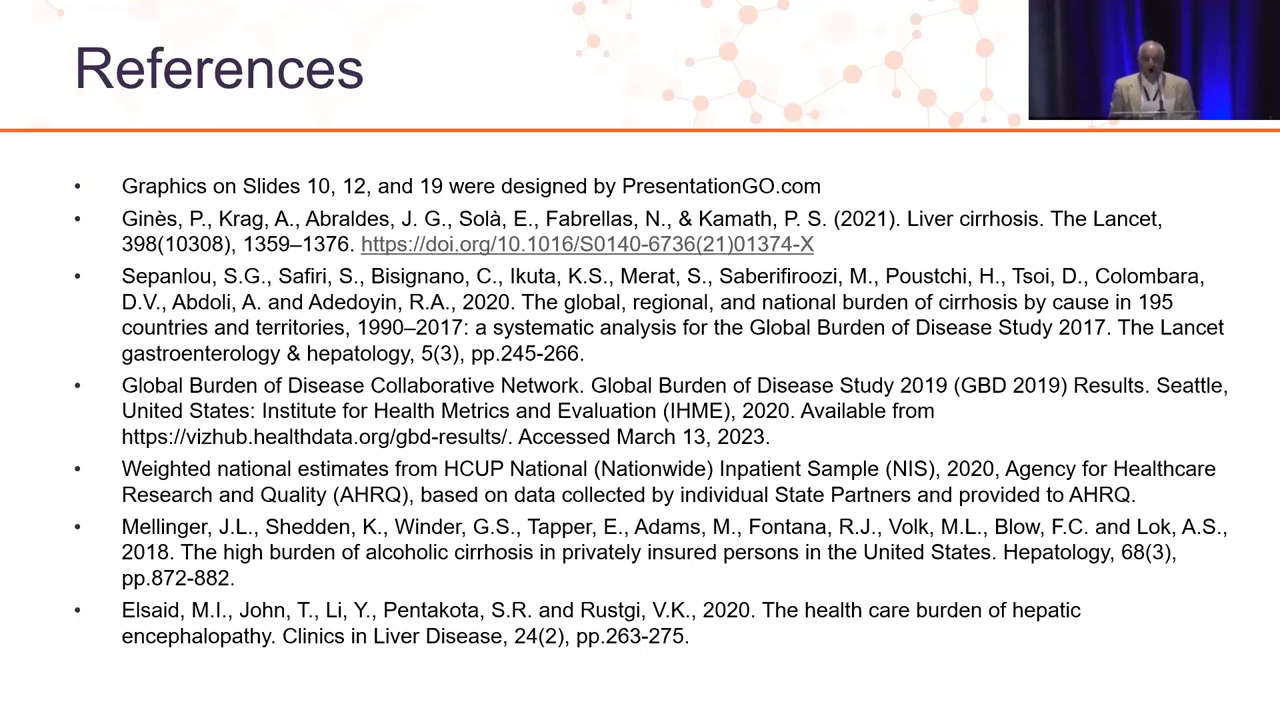 References
• Graphics on Slides 10, 12, and 19 were designed by PresentationGO.com
• Ginès, P., Krag, A., Abraldes, J. G., Solà, E., Fabrellas, N., & Kamath, P. S. (2021). Liver cirrhosis. The Lancet,
398(10308), 1359–1376. https://doi.org/10.1016/S0140-6736(21)01374-X
• Sepanlou, S.G., Safiri, S., Bisignano, C., Ikuta, K.S., Merat, S., Saberifiroozi, M., Poustchi, H., Tsoi, D., Colombara,
D.V., Abdoli, A. and Adedoyin, R.A., 2020. The global, regional, and national burden of cirrhosis by cause in 195
countries and territories, 1990–2017: a systematic analysis for the Global Burden of Disease Study 2017. The Lancet
gastroenterology & hepatology, 5(3), pp.245-266.
• Global Burden of Disease Collaborative Network. Global Burden of Disease Study 2019 (GBD 2019) Results. Seattle,
United States: Institute for Health Metrics and Evaluation (IHME), 2020. Available from
https://vizhub.healthdata.org/gbd-results/. Accessed March 13, 2023.
• Weighted national estimates from HCUP National (Nationwide) Inpatient Sample (NIS), 2020, Agency for Healthcare
Research and Quality (AHRQ), based on data collected by individual State Partners and provided to AHRQ.
• Mellinger, J.L., Shedden, K., Winder, G.S., Tapper, E., Adams, M., Fontana, R.J., Volk, M.L., Blow, F.C. and Lok, A.S.,
2018. The high burden of alcoholic cirrhosis in privately insured persons in the United States. Hepatology, 68(3),
pp.872-882.
• Elsaid, M.I., John, T., Li, Y., Pentakota, S.R. and Rustgi, V.K., 2020. The health care burden of hepatic
encephalopathy. Clinics in Liver Disease, 24(2), pp.263-275.